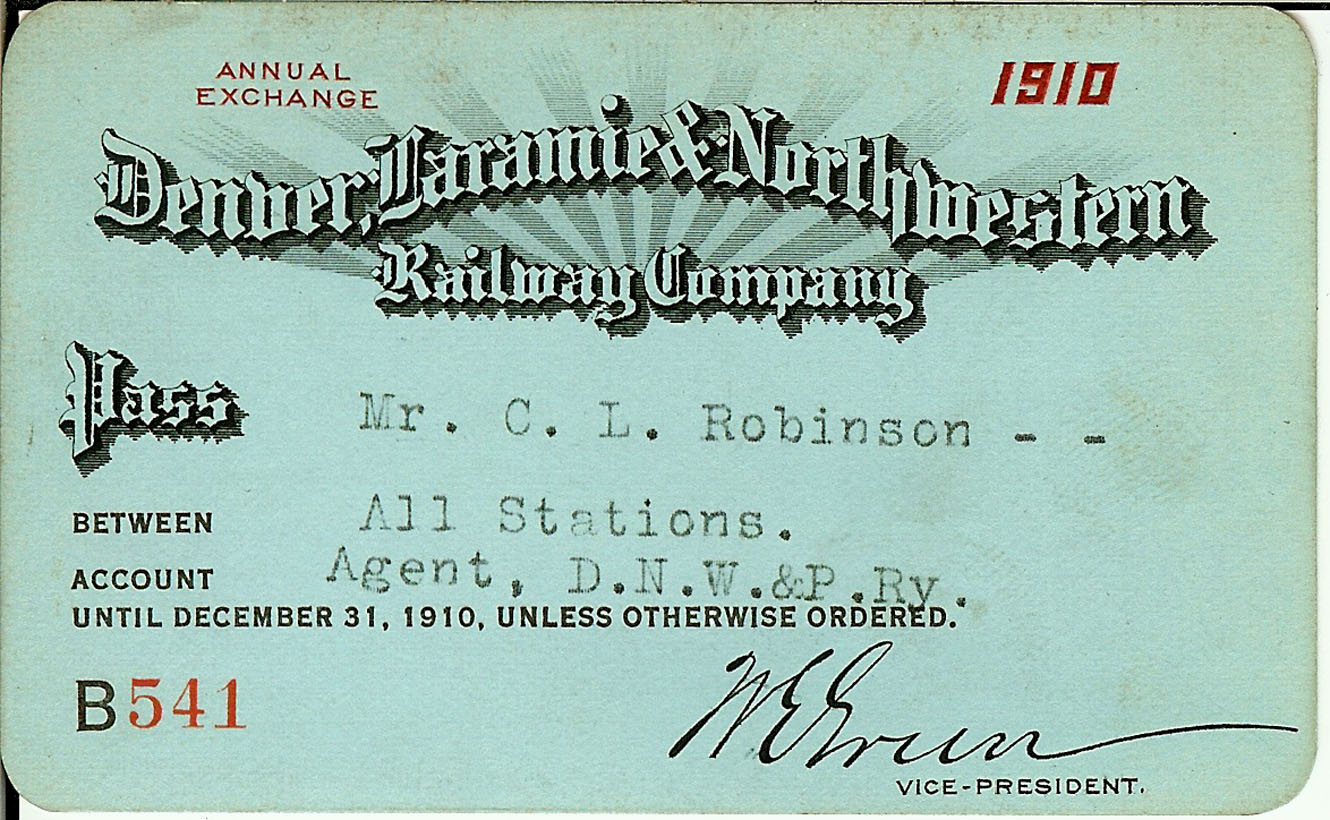 ANNUAL
EXCHANGE
1910
Denver, Laramie & Northwestern
Railway Company
Pass Mr. C. L. Robinson - -
BETWEEN All Stations.
ACCOUNT Agent, D.N.W.&P.Ry.
UNTIL DECEMBER 31, 1910, UNLESS OTHERWISE ORDERED.
B541
W E Green
VICE-PRESIDENT.